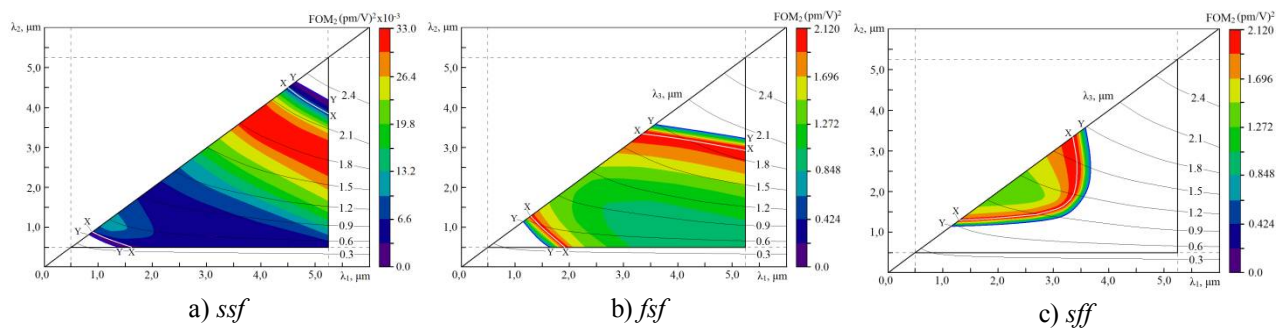 FOM₂ (pm/V)² x10⁻³
λ₂, μm
33.0
5,0
26.4
4,0
19.8
3,0
13.2
2,0
6.6
1,0
0.0
X
Y
Y
X
2.4
2.1
1.8
1.5
1.2
0.9
0.6
0.3
X
Y
Y
X
0,0
1,0
2,0
3,0
4,0
5,0
λ₁, μm
a) ssf
FOM₂ (pm/V)²
λ₂, μm
2.120
5,0
1.696
4,0
1.272
3,0
0.848
2,0
0.424
1,0
0.0
λ₃, μm
X
Y
Y
X
2.4
2.1
1.8
1.5
1.2
0.9
0.6
0.3
X
Y
Y
X
0,0
1,0
2,0
3,0
4,0
5,0
λ₁, μm
b) fsf
FOM₂ (pm/V)²
λ₂, μm
2.120
5,0
1.696
4,0
1.272
3,0
0.848
2,0
0.424
1,0
0.0
λ₃, μm
Y
X
2.4
2.1
1.8
1.5
1.2
0.9
0.6
0.3
X
Y
0,0
1,0
2,0
3,0
4,0
5,0
λ₁, μm
c) sff